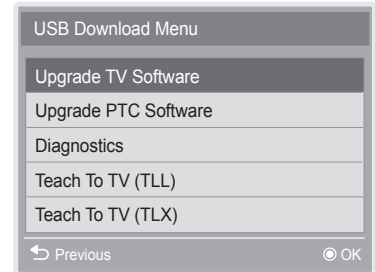 USB Download Menu
Upgrade TV Software
Upgrade PTC Software
Diagnostics
Teach To TV (TLL)
Teach To TV (TLX)
Previous OK